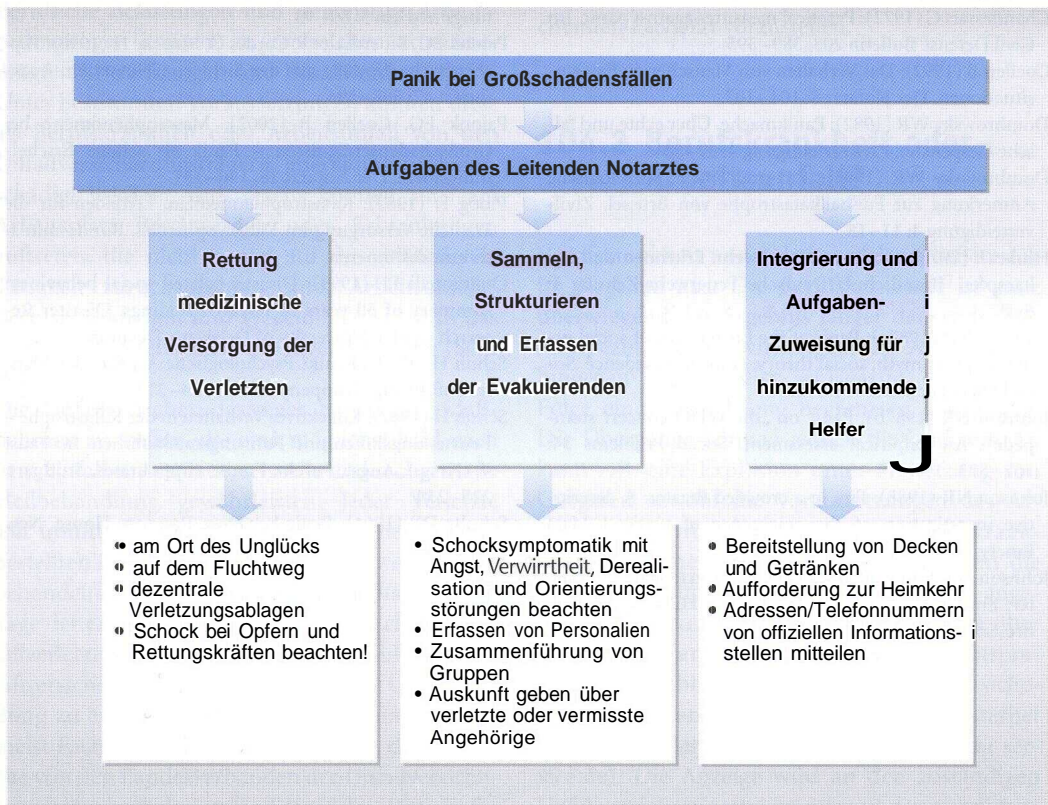 Panik bei Großschadensfällen
Aufgaben des Leitenden Notarztes
Rettung
medizinische
Versorgung der
Verletzten
Sammeln,
Strukturieren
und Erfassen
der Evakuierenden
Integrierung und
Aufgaben-
Zuweisung für
hinzukommende
Helfer
• am Ort des Unglücks
• auf dem Fluchtweg
• dezentrale
Verletzungsablagen
• Schock bei Opfern und
Rettungskräften beachten!
• Schocksymptomatik mit
Angst, Verwirrtheit, Dereali-
sation und Orientierungs-
störungen beachten
• Erfassen von Personalien
• Zusammenführung von
Gruppen
• Auskunft geben über
verletzte oder vermisste
Angehörige
• Bereitstellung von Decken
und Getränken
• Aufforderung zur Heimkehr
• Adressen/Telefonnummern
von offiziellen Informations-
stellen mitteilen